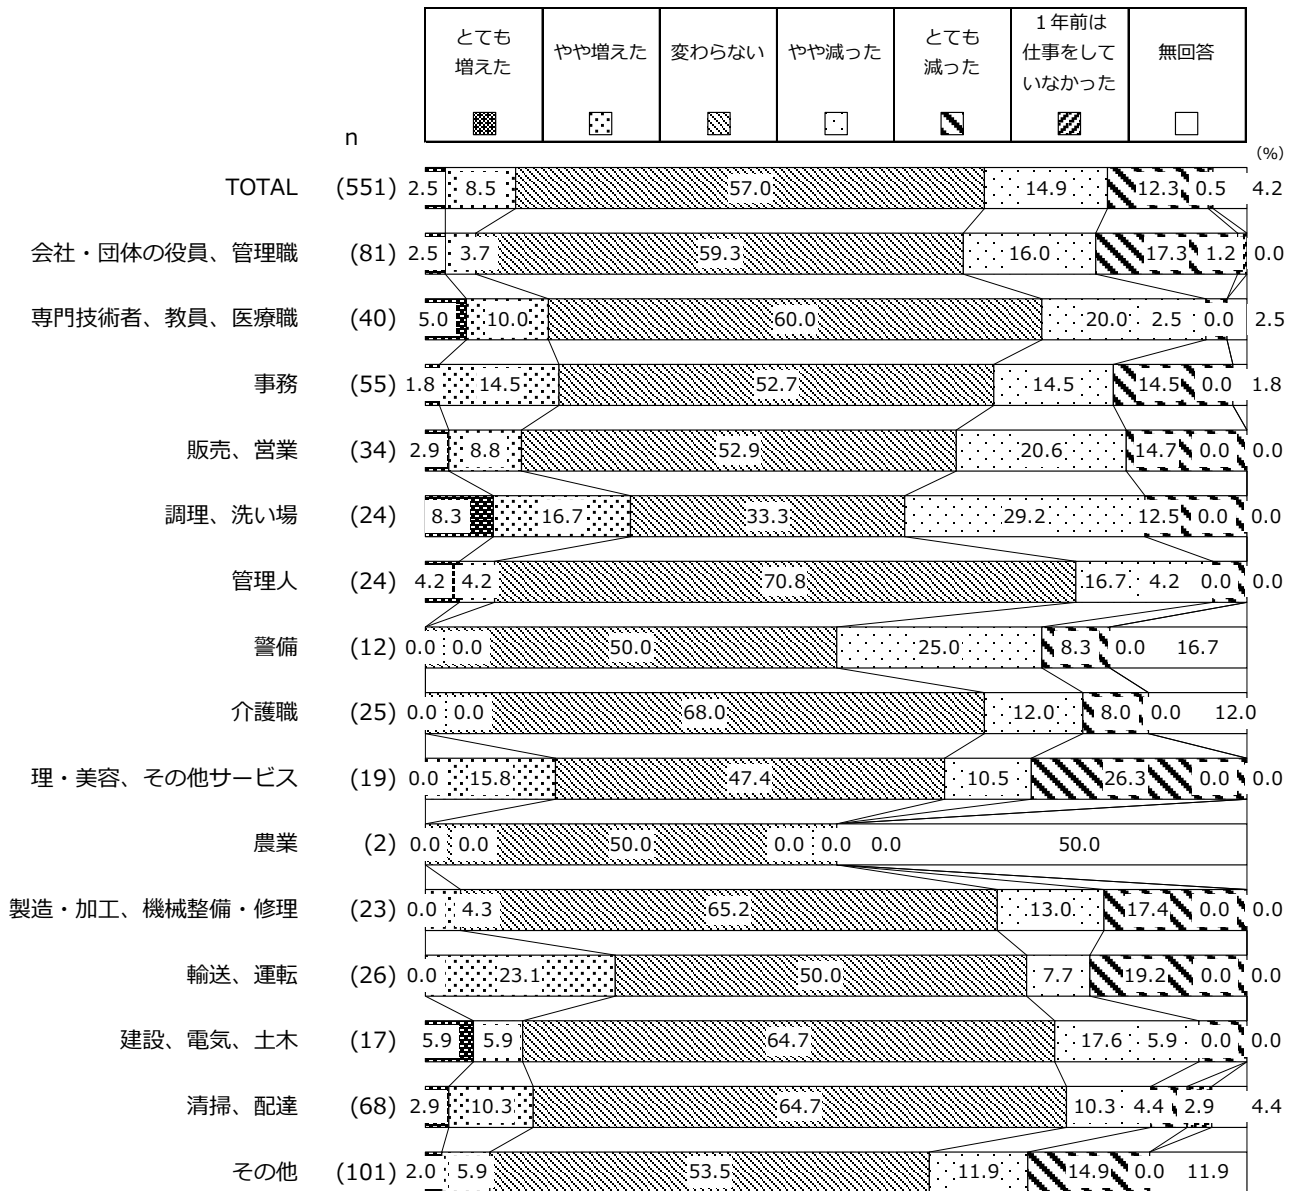 とても
増えた
やや増えた
変わらない
やや減った
とても
減った
1年前は
仕事をして
いなかった
無回答
n
(%)
TOTAL (551) 2.5 8.5 57.0 14.9 12.3 0.5 4.2
会社・団体の役員、管理職 (81) 2.5 3.7 59.3 16.0 17.3 1.2 0.0
専門技術者、教員、医療職 (40) 5.0 10.0 60.0 20.0 2.5 0.0 2.5
事務 (55) 1.8 14.5 52.7 14.5 14.5 0.0 1.8
販売、営業 (34) 2.9 8.8 52.9 20.6 14.7 0.0 0.0
調理、洗い場 (24) 8.3 16.7 33.3 29.2 12.5 0.0 0.0
管理人 (24) 4.2 4.2 70.8 16.7 4.2 0.0 0.0
警備 (12) 0.0 0.0 50.0 25.0 8.3 0.0 16.7
介護職 (25) 0.0 0.0 68.0 12.0 8.0 0.0 12.0
理・美容、その他サービス (19) 0.0 15.8 47.4 10.5 26.3 0.0 0.0
農業 (2) 0.0 0.0 50.0 0.0 0.0 0.0 50.0
製造・加工、機械整備・修理 (23) 0.0 4.3 65.2 13.0 17.4 0.0 0.0
輸送、運転 (26) 0.0 23.1 50.0 7.7 19.2 0.0 0.0
建設、電気、土木 (17) 5.9 5.9 64.7 17.6 5.9 0.0 0.0
清掃、配達 (68) 2.9 10.3 64.7 10.3 4.4 2.9 4.4
その他 (101) 2.0 5.9 53.5 11.9 14.9 0.0 11.9